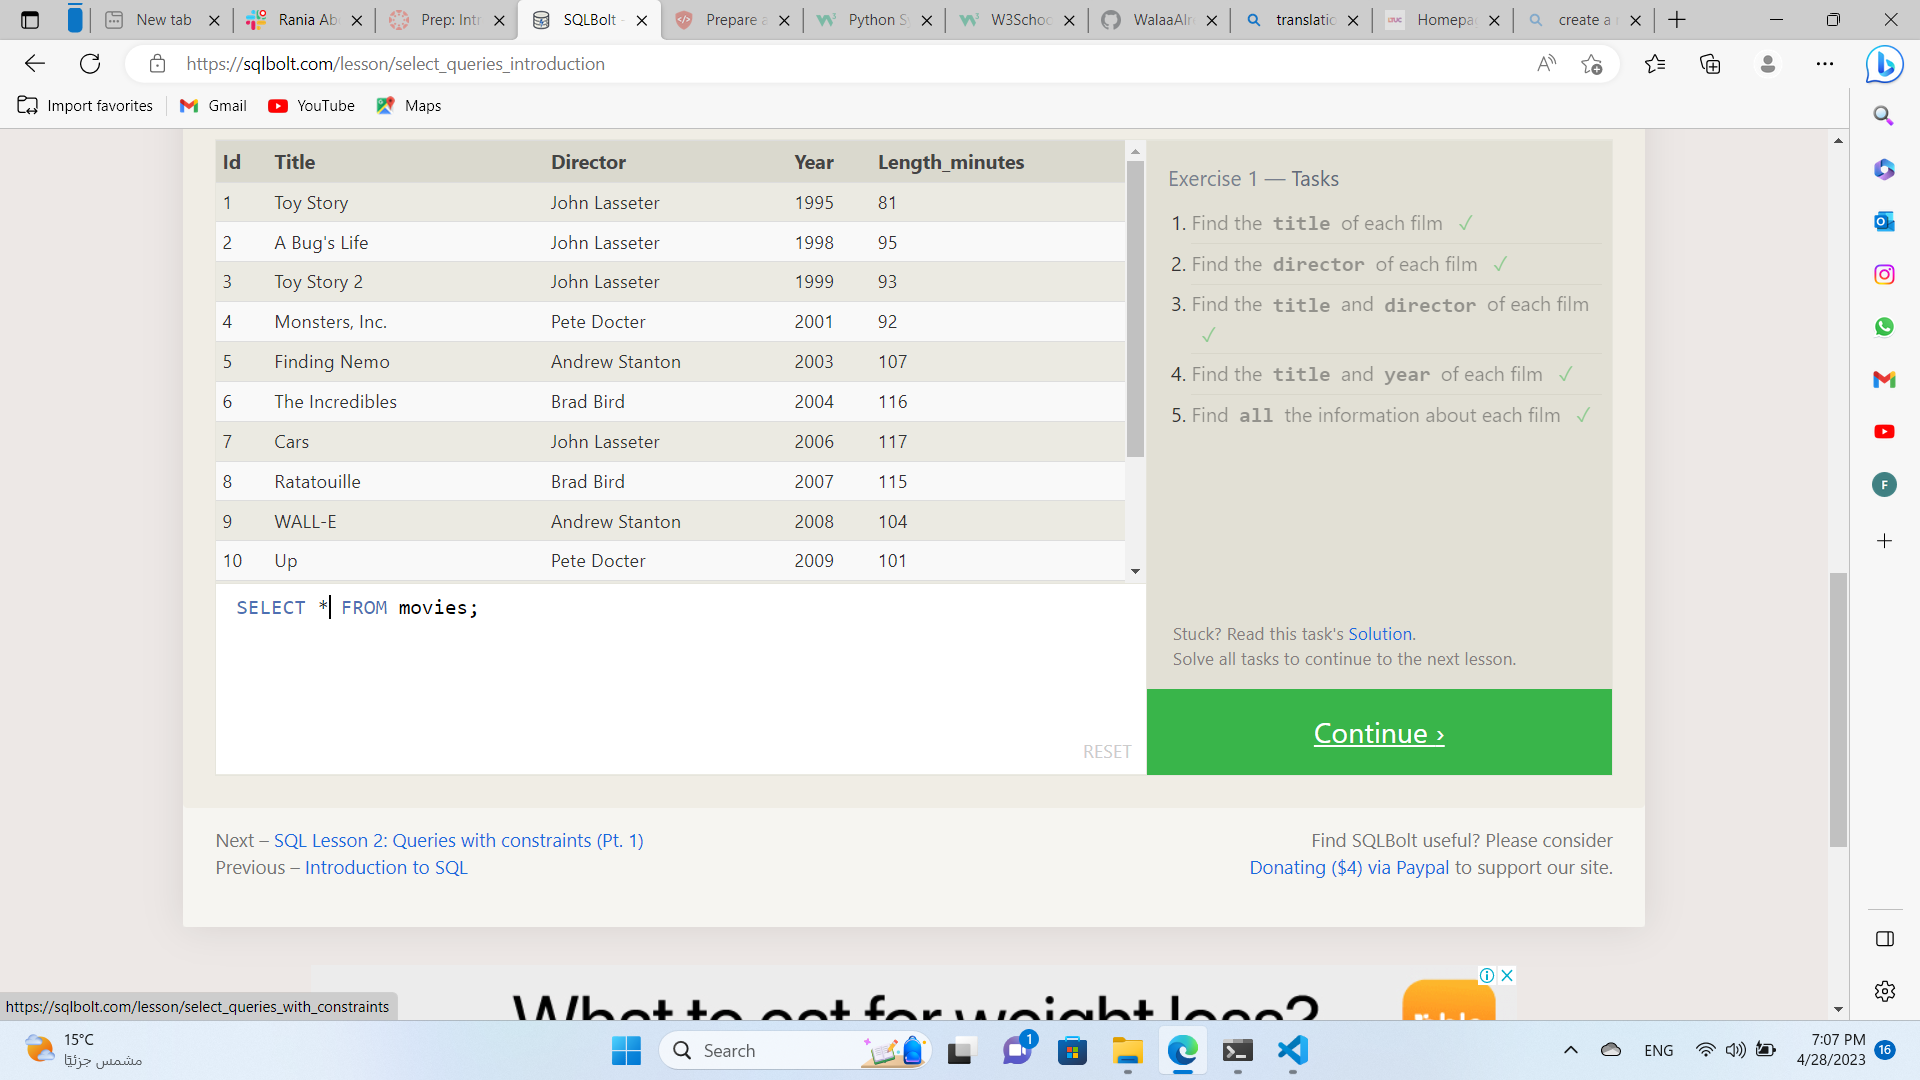 New tab
Rania Ab
Prep: Intr
SQLBolt -
Prepare a
Python S
W3Schoo
WalaaAlr
translatio
Homepa
create a r
https://sqlbolt.com/lesson/select_queries_introduction
Import favorites
Gmail
YouTube
Maps
Id Title Director Year Length_minutes
1 Toy Story John Lasseter 1995 81
2 A Bug's Life John Lasseter 1998 95
3 Toy Story 2 John Lasseter 1999 93
4 Monsters, Inc. Pete Docter 2001 92
5 Finding Nemo Andrew Stanton 2003 107
6 The Incredibles Brad Bird 2004 116
7 Cars John Lasseter 2006 117
8 Ratatouille Brad Bird 2007 115
9 WALL-E Andrew Stanton 2008 104
10 Up Pete Docter 2009 101
SELECT * FROM movies;
RESET
Exercise 1 — Tasks
1. Find the title of each film ✓
2. Find the director of each film ✓
3. Find the title and director of each film
✓
4. Find the title and year of each film ✓
5. Find all the information about each film ✓
Stuck? Read this task's Solution.
Solve all tasks to continue to the next lesson.
Continue ›
Next – SQL Lesson 2: Queries with constraints (Pt. 1)
Previous – Introduction to SQL
Find SQLBolt useful? Please consider
Donating ($4) via Paypal to support our site.
What to eat for weight loss?
https://sqlbolt.com/lesson/select_queries_with_constraints
15°C
مشمس جزئيًا
Search
1
ENG
7:07 PM
4/28/2023
16
F